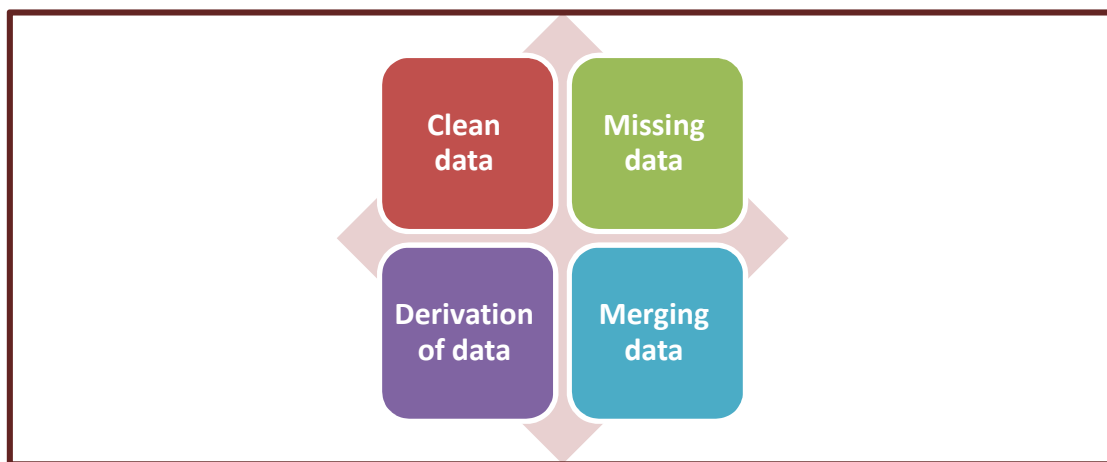 Clean
data
Missing
data
Derivation
of data
Merging
data